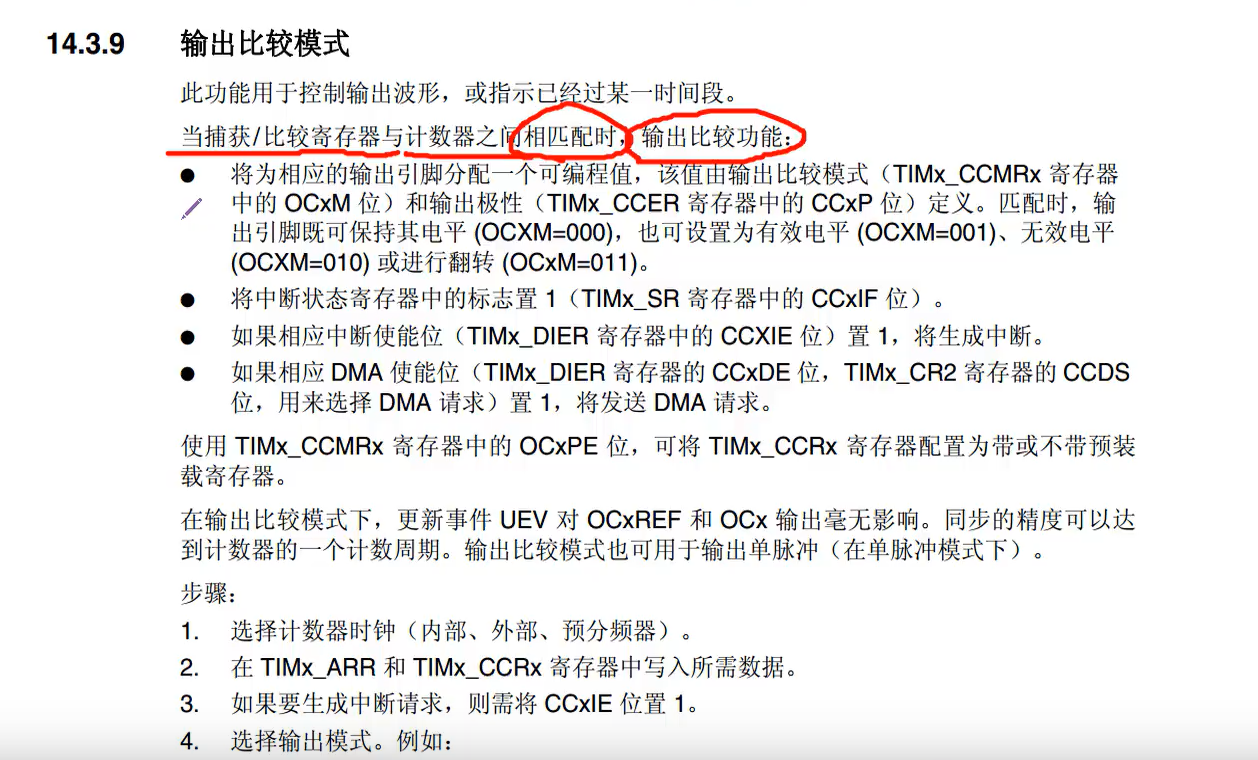 14.3.9 输出比较模式
此功能用于控制输出波形，或指示已经过某一时间段。
当捕获/比较寄存器与计数器之间相匹配时，输出比较功能：
● 将为相应的输出引脚分配一个可编程值，该值由输出比较模式（TIMx_CCMRx 寄存器
中的 OCxM 位）和输出极性（TIMx_CCER 寄存器中的 CCxP 位）定义。匹配时，输
出引脚既可保持其电平 (OCXM=000)，也可设置为有效电平 (OCXM=001)、无效电平
(OCXM=010) 或进行翻转 (OCxM=011)。
● 将中断状态寄存器中的标志置 1（TIMx_SR 寄存器中的 CCxIF 位）。
● 如果相应中断使能位（TIMx_DIER 寄存器中的 CCXIE 位）置 1，将生成中断。
● 如果相应 DMA 使能位（TIMx_DIER 寄存器的 CCxDE 位，TIMx_CR2 寄存器的 CCDS
位，用来选择 DMA 请求）置 1，将发送 DMA 请求。
使用 TIMx_CCMRx 寄存器中的 OCxPE 位，可将 TIMx_CCRx 寄存器配置为带或不带预装
载寄存器。
在输出比较模式下，更新事件 UEV 对 OCxREF 和 OCx 输出毫无影响。同步的精度可以达
到计数器的一个计数周期。输出比较模式也可用于输出单脉冲（在单脉冲模式下）。
步骤：
1. 选择计数器时钟（内部、外部、预分频器）。
2. 在 TIMx_ARR 和 TIMx_CCRx 寄存器中写入所需数据。
3. 如果要生成中断请求，则需将 CCxIE 位置 1。
4. 选择输出模式。例如：